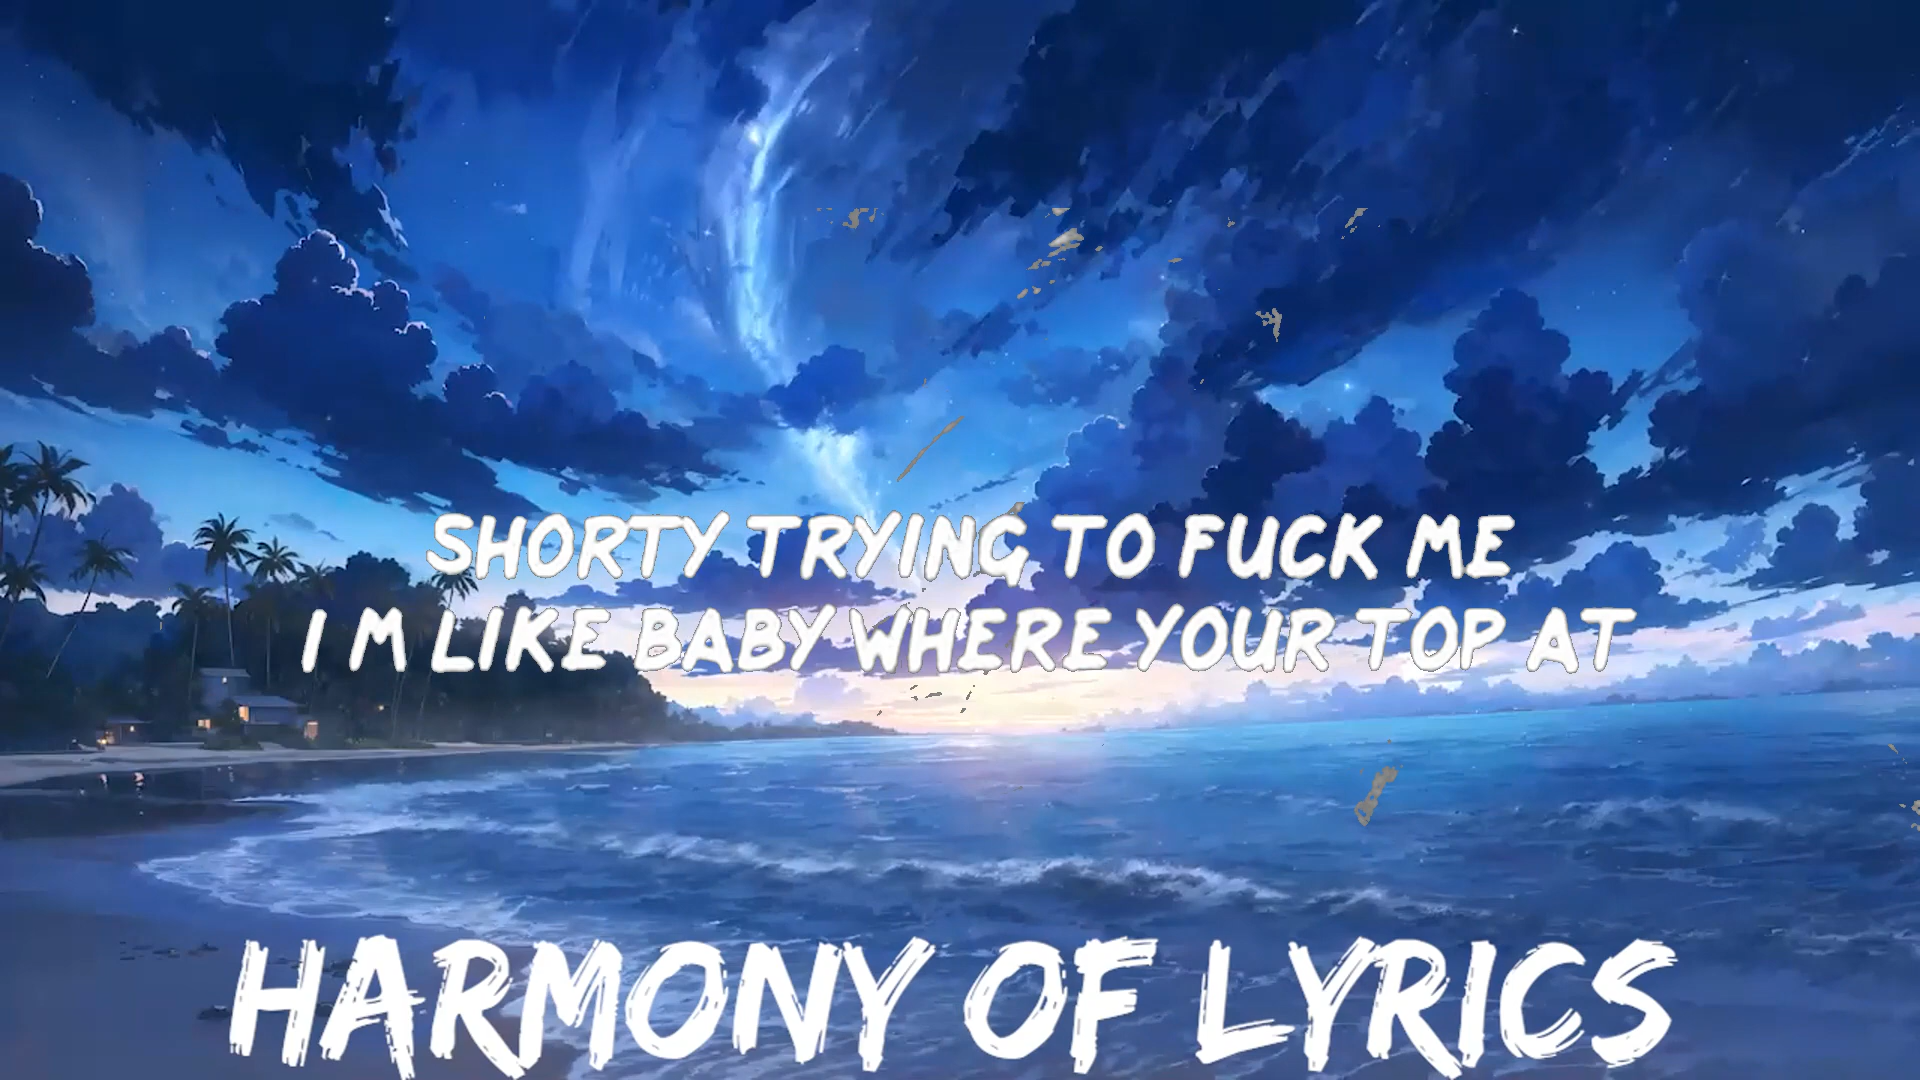 SHORTY TRYING TO FUCK ME
I M LIKE BABY WHERE YOUR TOP AT
HARMONY OF LYRICS